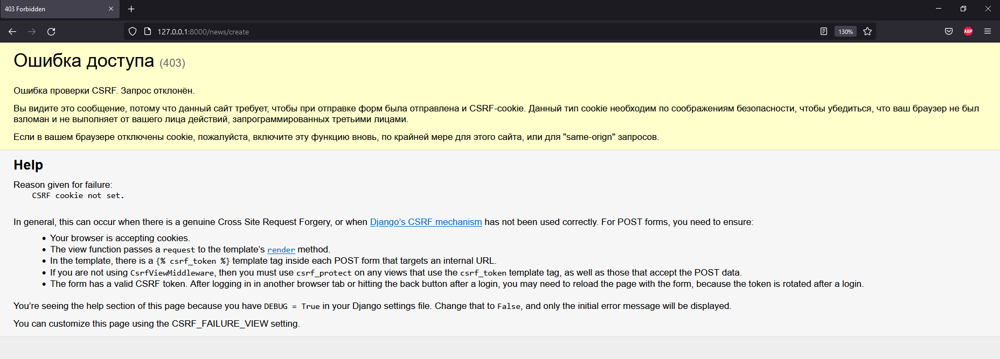 403 Forbidden
127.0.0.1:8000/news/create
130%
ABP
Ошибка доступа (403)
Ошибка проверки CSRF. Запрос отклонён.
Вы видите это сообщение, потому что данный сайт требует, чтобы при отправке форм была отправлена и CSRF-cookie. Данный тип cookie необходим по соображениям безопасности, чтобы убедиться, что ваш браузер не был
взломан и не выполняет от вашего лица действий, запрограммированных третьими лицами.
Если в вашем браузере отключены cookie, пожалуйста, включите эту функцию вновь, по крайней мере для этого сайта, или для "same-orign" запросов.
Help
Reason given for failure:
CSRF cookie not set.
In general, this can occur when there is a genuine Cross Site Request Forgery, or when Django’s CSRF mechanism has not been used correctly. For POST forms, you need to ensure:
• Your browser is accepting cookies.
• The view function passes a request to the template’s render method.
• In the template, there is a {% csrf_token %} template tag inside each POST form that targets an internal URL.
• If you are not using CsrfViewMiddleware, then you must use csrf_protect on any views that use the csrf_token template tag, as well as those that accept the POST data.
• The form has a valid CSRF token. After logging in in another browser tab or hitting the back button after a login, you may need to reload the page with the form, because the token is rotated after a login.
You’re seeing the help section of this page because you have DEBUG = True in your Django settings file. Change that to False, and only the initial error message will be displayed.
You can customize this page using the CSRF_FAILURE_VIEW setting.